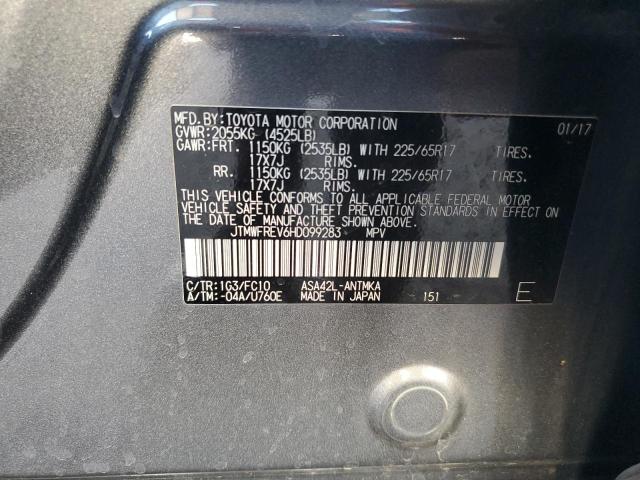 MFD.BY:TOYOTA MOTOR CORPORATION 01/17
GVWR:2055KG (4525LB)
GAWR:FRT. 1150KG (2535LB) WITH 225/65R17 TIRES.
17X7J RIMS.
RR. 1150KG (2535LB) WITH 225/65R17 TIRES.
17X7J RIMS.
THIS VEHICLE CONFORMS TO ALL APPLICABLE FEDERAL MOTOR
VEHICLE SAFETY AND THEFT PREVENTION STANDARDS IN EFFECT ON
THE DATE OF MANUFACTURE SHOWN ABOVE.
JTMWFREV6HD099283 MPV
C/TR:1G3/FC10 ASA42L-ANTMKA
A/TM:-04A/U760E MADE IN JAPAN 151 E